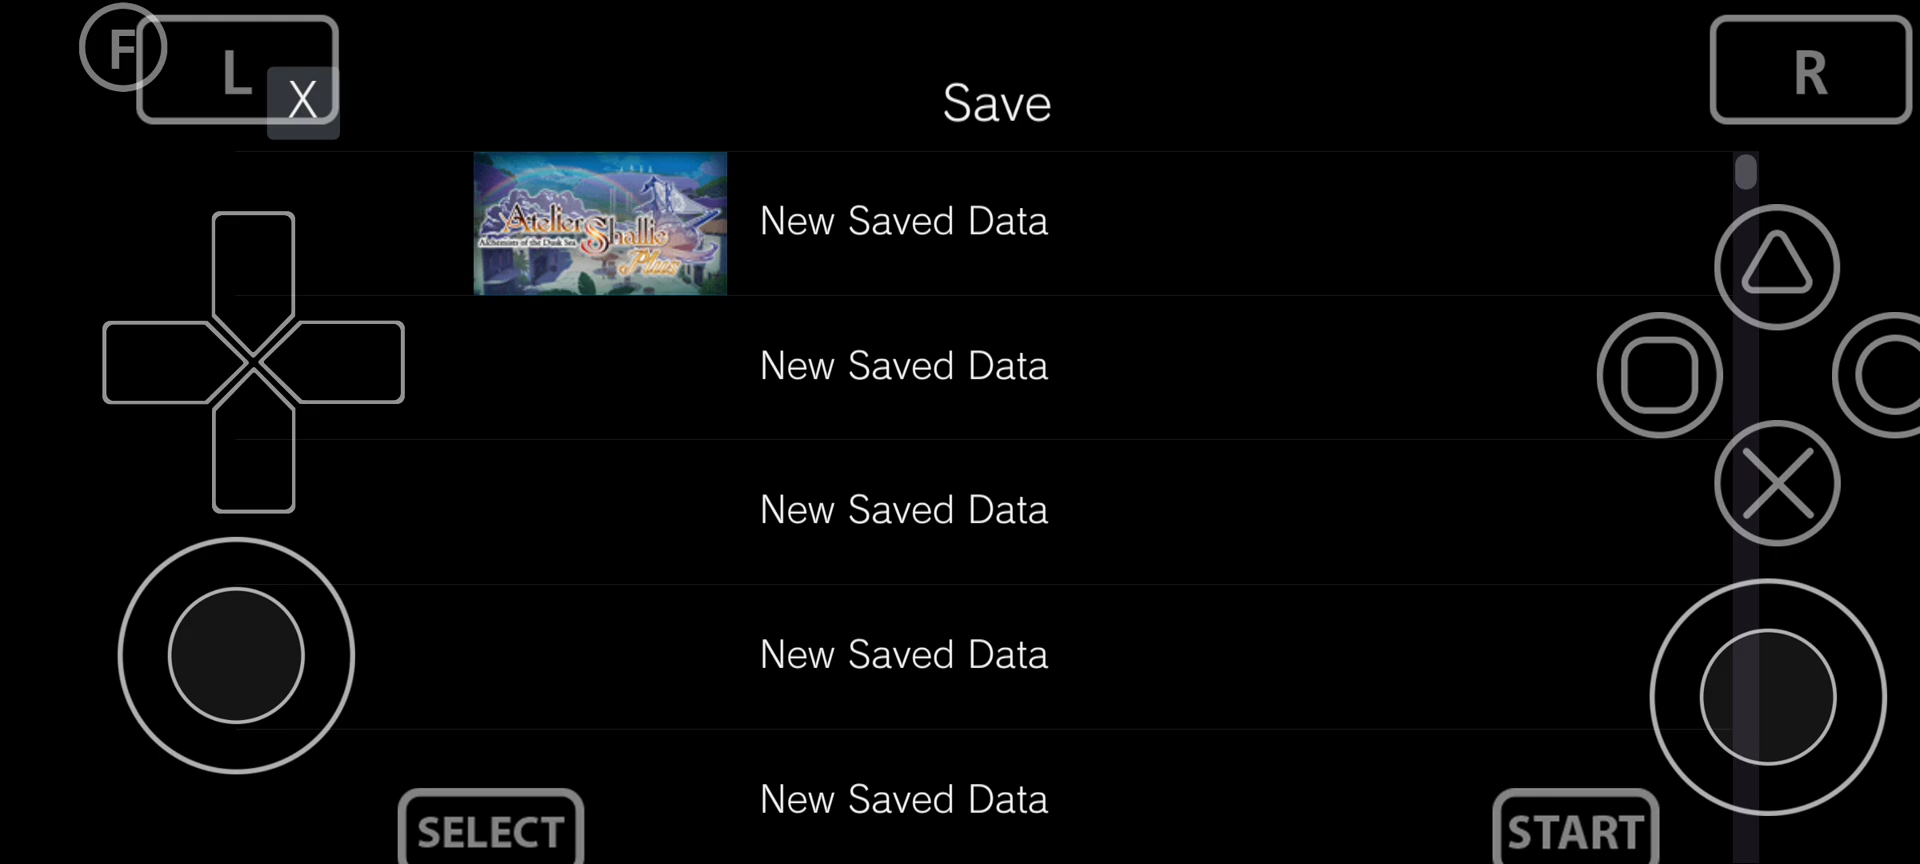 F
L
X
R
Save
Atelier Shallie
Alchemists of the Dusk Sea
Plus
New Saved Data
New Saved Data
New Saved Data
New Saved Data
New Saved Data
SELECT
START